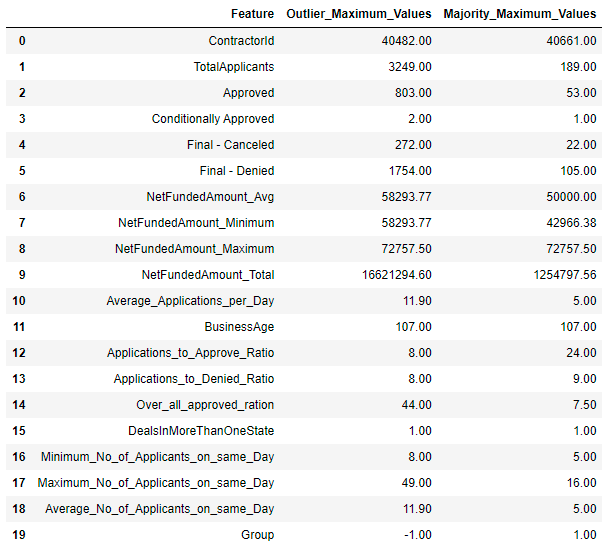 Feature Outlier_Maximum_Values Majority_Maximum_Values
0 ContractorId 40482.00 40661.00
1 TotalApplicants 3249.00 189.00
2 Approved 803.00 53.00
3 Conditionally Approved 2.00 1.00
4 Final - Canceled 272.00 22.00
5 Final - Denied 1754.00 105.00
6 NetFundedAmount_Avg 58293.77 50000.00
7 NetFundedAmount_Minimum 58293.77 42966.38
8 NetFundedAmount_Maximum 72757.50 72757.50
9 NetFundedAmount_Total 16621294.60 1254797.56
10 Average_Applications_per_Day 11.90 5.00
11 BusinessAge 107.00 107.00
12 Applications_to_Approve_Ratio 8.00 24.00
13 Applications_to_Denied_Ratio 8.00 9.00
14 Over_all_approved_ration 44.00 7.50
15 DealsInMoreThanOneState 1.00 1.00
16 Minimum_No_of_Applicants_on_same_Day 8.00 5.00
17 Maximum_No_of_Applicants_on_same_Day 49.00 16.00
18 Average_No_of_Applicants_on_same_Day 11.90 5.00
19 Group -1.00 1.00